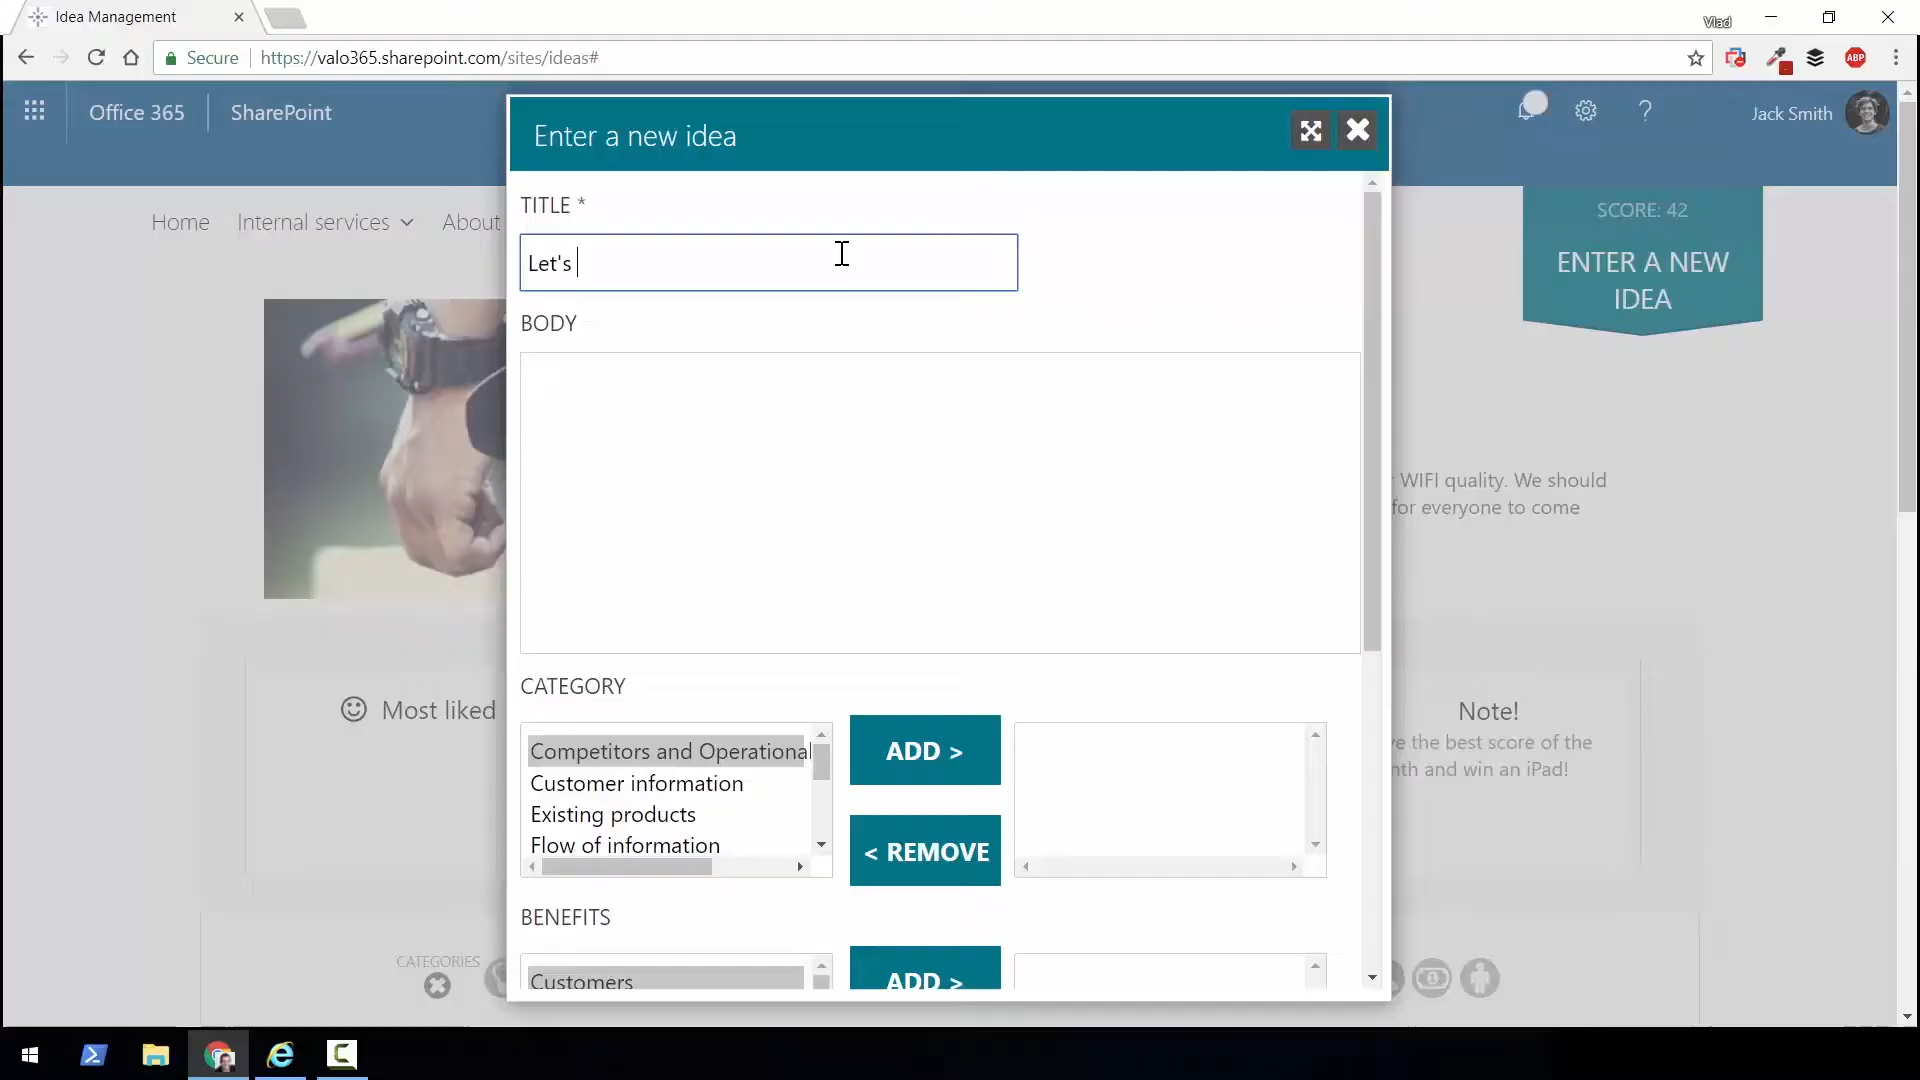 Idea Management
Vlad
Secure
https://valo365.sharepoint.com/sites/ideas#
ABP
Office 365
SharePoint
Jack Smith
Enter a new idea
Home
Internal services
About
SCORE: 42
ENTER A NEW
IDEA
TITLE *
Let's
BODY
WIFI quality. We should
for everyone to come
CATEGORY
Competitors and Operational
Customer information
Existing products
Flow of information
ADD >
< REMOVE
Most liked
Note!
e the best score of the
nth and win an iPad!
BENEFITS
Customers
ADD >
CATEGORIES